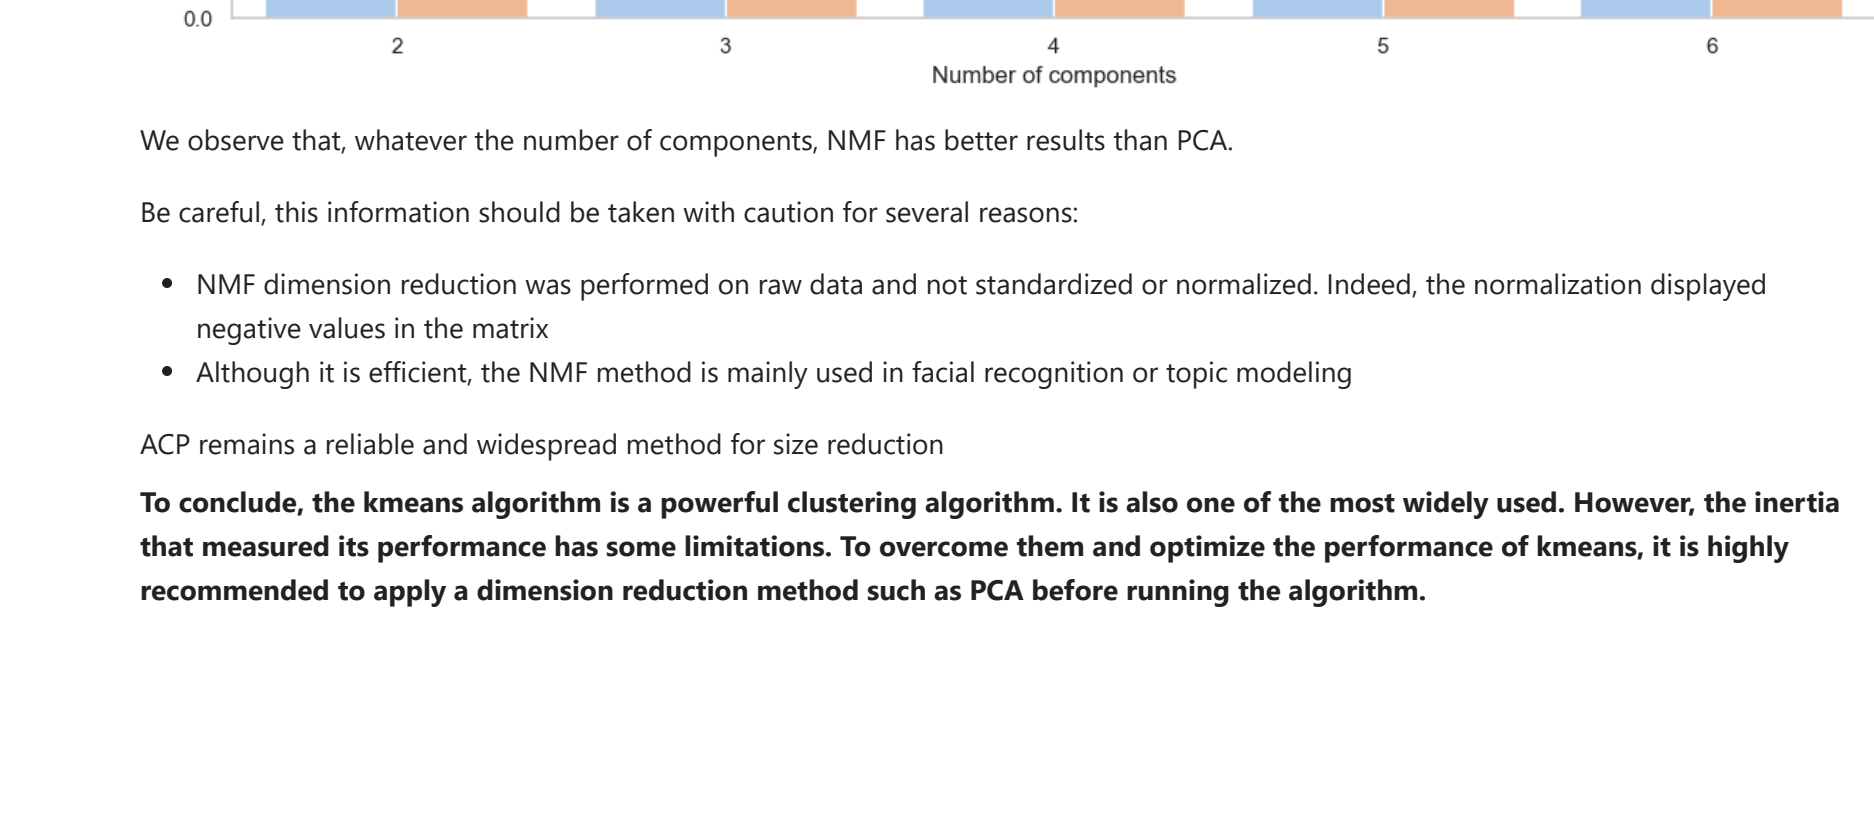 0.0
2 3 4 5 6
Number of components
We observe that, whatever the number of components, NMF has better results than PCA.
Be careful, this information should be taken with caution for several reasons:
• NMF dimension reduction was performed on raw data and not standardized or normalized. Indeed, the normalization displayed
negative values in the matrix
• Although it is efficient, the NMF method is mainly used in facial recognition or topic modeling
ACP remains a reliable and widespread method for size reduction
To conclude, the kmeans algorithm is a powerful clustering algorithm. It is also one of the most widely used. However, the inertia
that measured its performance has some limitations. To overcome them and optimize the performance of kmeans, it is highly
recommended to apply a dimension reduction method such as PCA before running the algorithm.